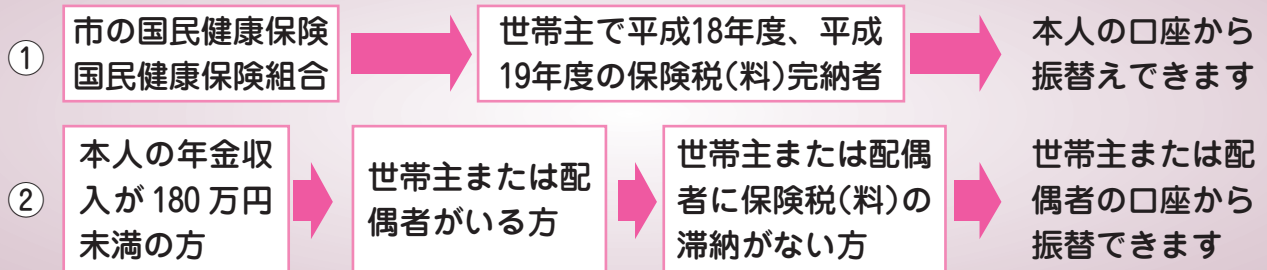 ①
市の国民健康保険
国民健康保険組合
世帯主で平成18年度、平成
19年度の保険税(料)完納者
本人の口座から
振替えできます
②
本人の年金収
入が180万円
未満の方
世帯主または配
偶者がいる方
世帯主または配偶
者に保険税(料)の
滞納がない方
世帯主または配
偶者の口座から
振替できます